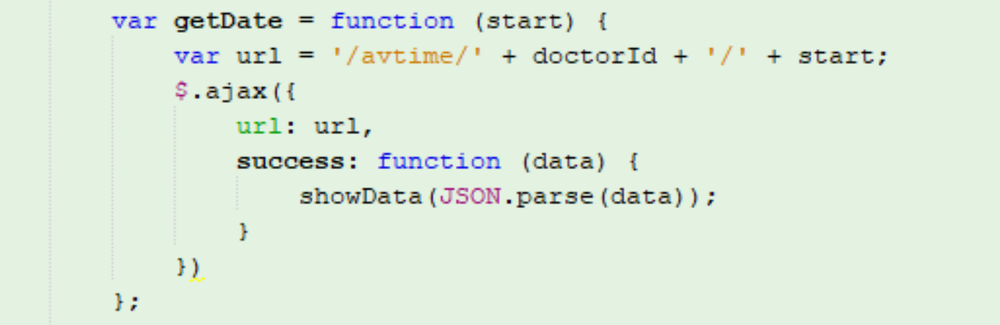 var getDate = function (start) {
var url = '/avtime/' + doctorId + '/' + start;
$.ajax({
url: url,
success: function (data) {
showData(JSON.parse(data));
}
})
};